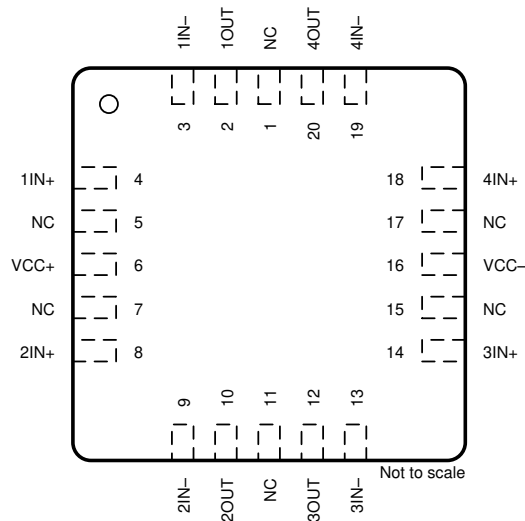 1IN–
1OUT
NC
4OUT
4IN–
3
2
1
20
19
1IN+ 4
18 4IN+
NC 5
17 NC
VCC+ 6
16 VCC–
NC 7
15 NC
2IN+ 8
14 3IN+
9
10
11
12
13
2IN–
2OUT
NC
3OUT
3IN–
Not to scale